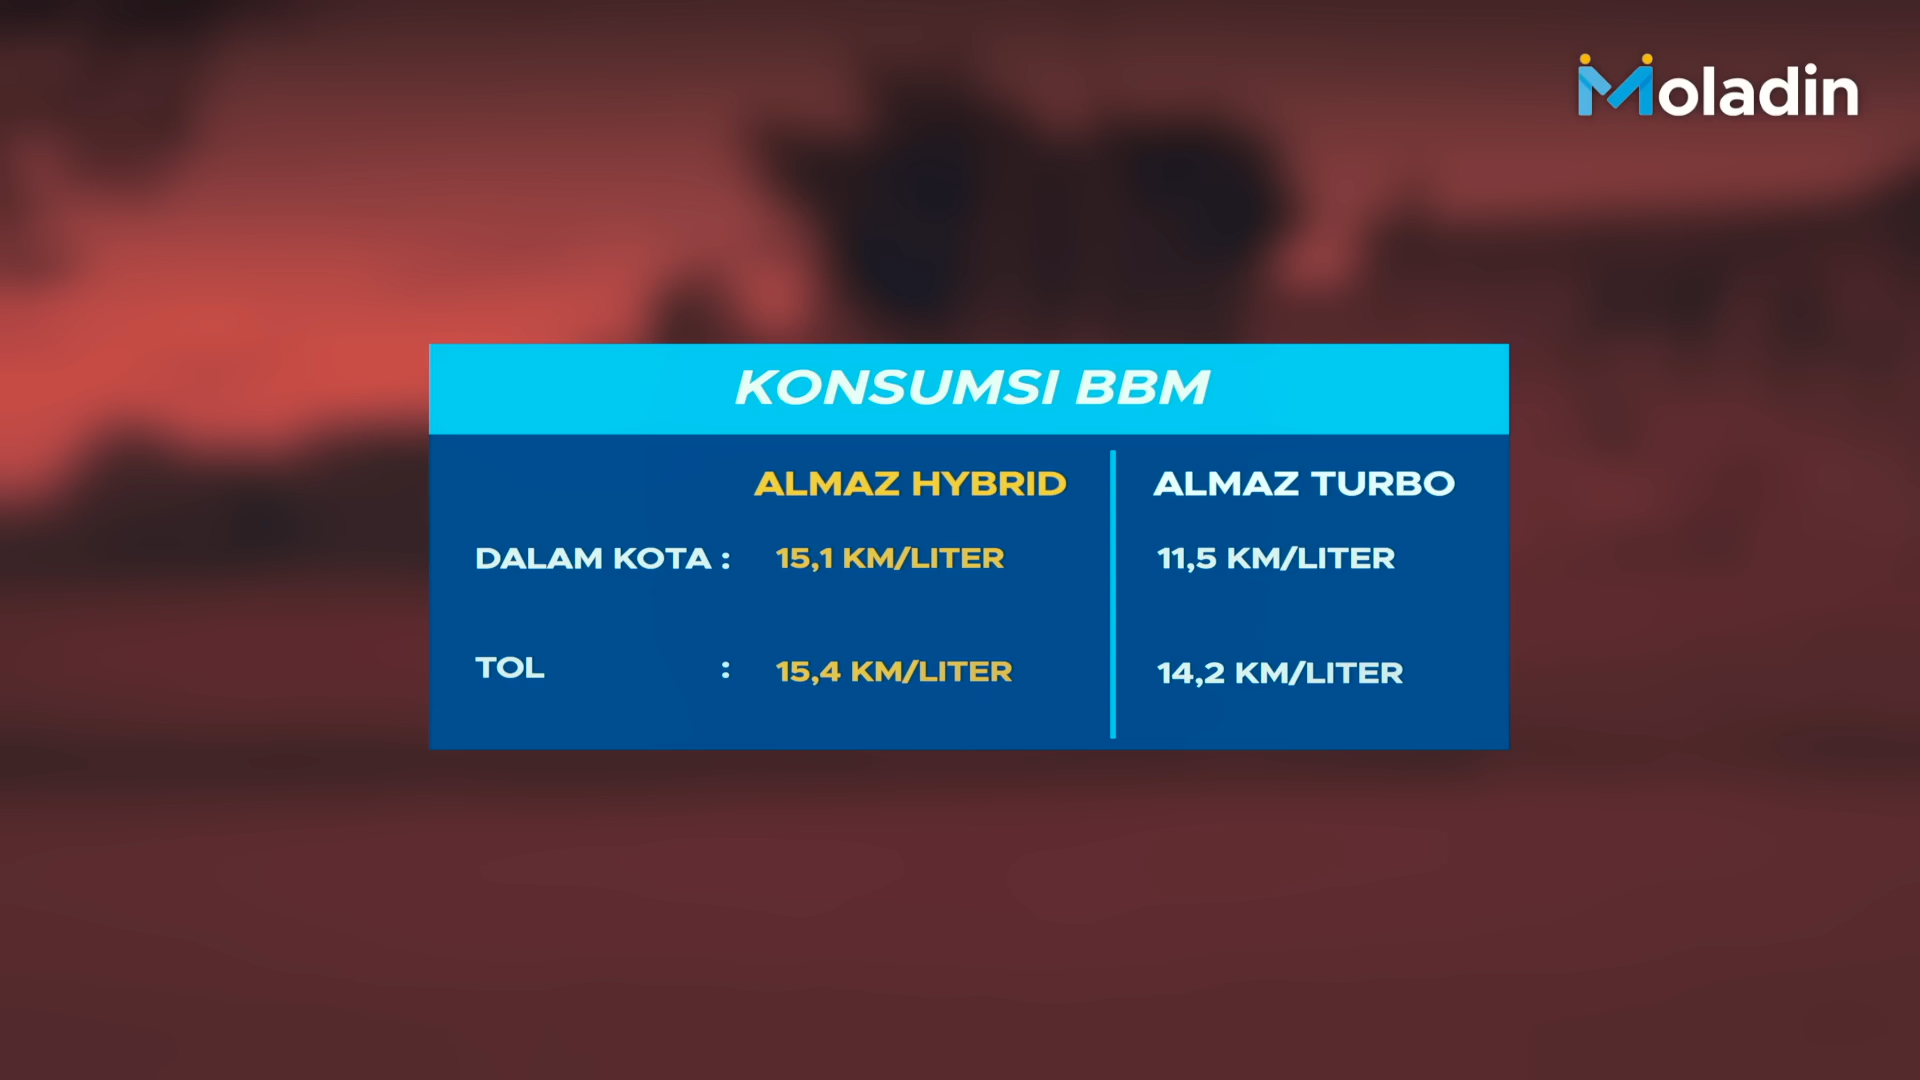 Moladin
KONSUMSI BBM
ALMAZ HYBRID ALMAZ TURBO
DALAM KOTA : 15,1 KM/LITER 11,5 KM/LITER
TOL : 15,4 KM/LITER 14,2 KM/LITER